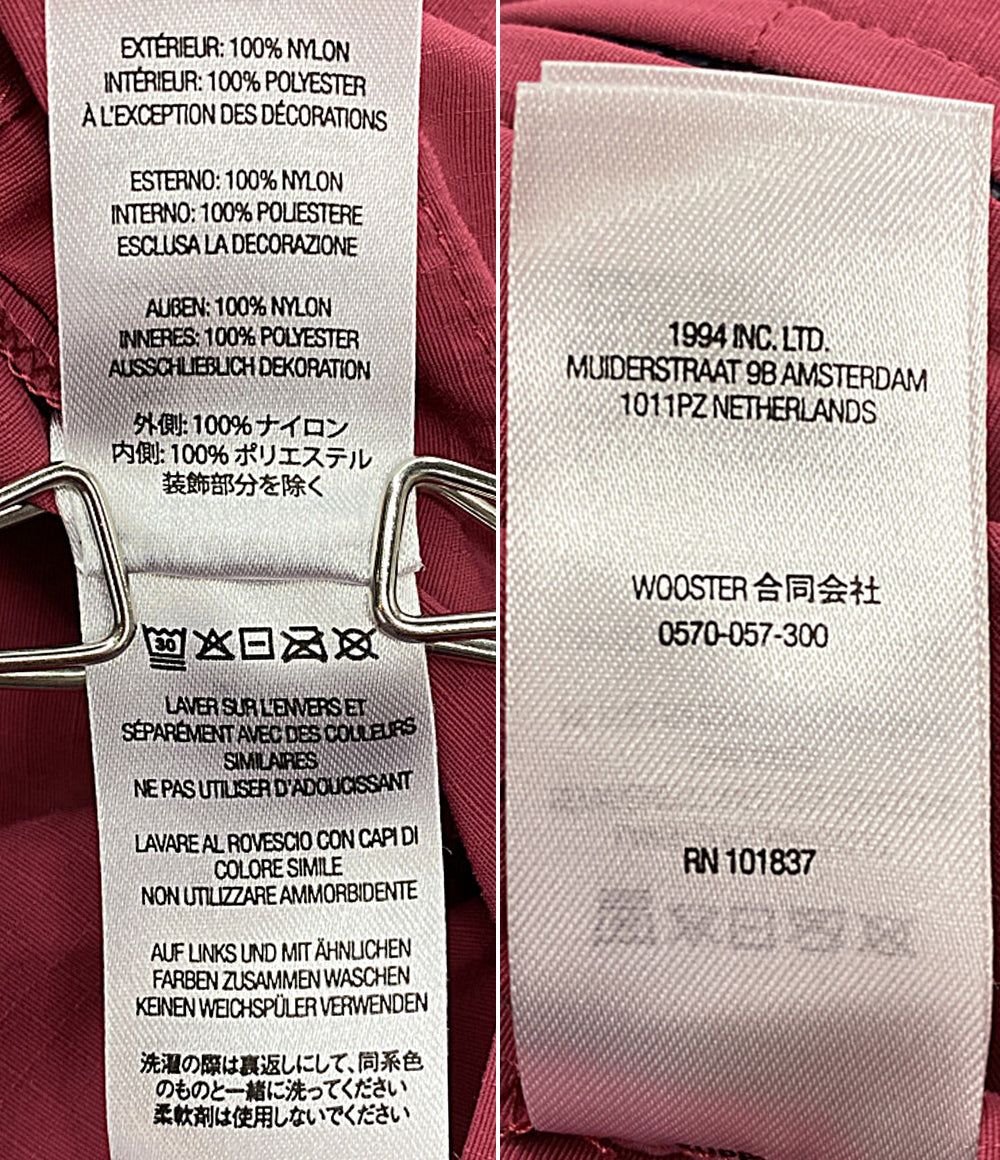 EXTÉRIEUR: 100% NYLON
INTÉRIEUR: 100% POLYESTER
À L'EXCEPTION DES DÉCORATIONS
ESTERNO: 100% NYLON
INTERNO: 100% POLIESTERE
ESCLUSA LA DECORAZIONE
AUßEN: 100% NYLON
INNERES: 100% POLYESTER
AUSSCHLIEßLICH DEKORATION
外側: 100% ナイロン
内側: 100% ポリエステル
装飾部分を除く
30
LAVER SUR L'ENVERS ET
SÉPARÉMENT AVEC DES COULEURS
SIMILAIRES
NE PAS UTILISER D'ADOUCISSANT
LAVARE AL ROVESCIO CON CAPI DI
COLORE SIMILE
NON UTILIZZARE AMMORBIDENTE
AUF LINKS UND MIT ÄHNLICHEN
FARBEN ZUSAMMEN WASCHEN
KEINEN WEICHSPÜLER VERWENDEN
洗濯の際は裏返しにして、同系色
のものと一緒に洗ってください
柔軟剤は使用しないでください
1994 INC. LTD.
MUIDERSTRAAT 9B AMSTERDAM
1011PZ NETHERLANDS
WOOSTER 合同会社
0570-057-300
RN 101837